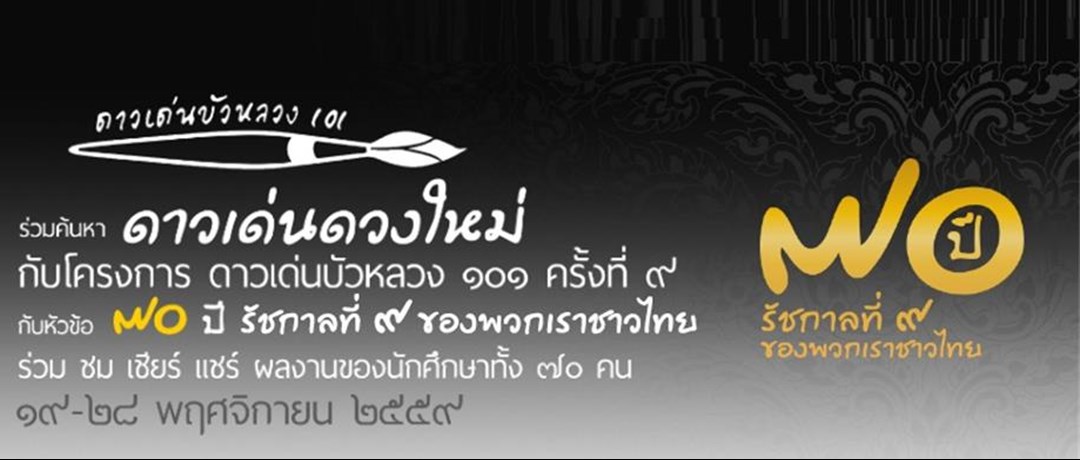 ดาวเด่นบัวหลวง ๑๐๑
ร่วมค้นหา ดาวเด่นดวงใหม่
กับโครงการ ดาวเด่นบัวหลวง ๑๐๑ ครั้งที่ ๙
กับหัวข้อ ๗๐ ปี รัชกาลที่ ๙ ของพวกเราชาวไทย
ร่วม ชม เชียร์ แชร์ ผลงานของนักศึกษาทั้ง ๗๐ คน
๑๙-๒๘ พฤศจิกายน ๒๕๕๙
๗๐ ปี
รัชกาลที่ ๙
ของพวกเราชาวไทย